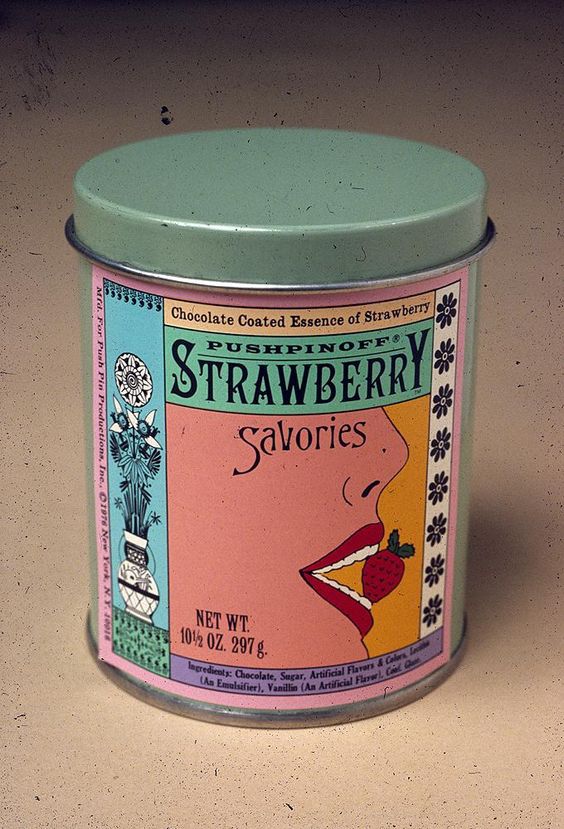 Chocolate Coated Essence of Strawberry
PUSHPINOFF®
STRAWBERRY™
Savories
NET WT.
10½ OZ. 297g.
Ingredients: Chocolate, Sugar, Artificial Flavors & Colors, Lecithin
(An Emulsifier), Vanillin (An Artificial Flavor), Conf. Glaze.
Mfd. For Push Pin Productions, Inc., ©1976 New York, N.Y. 10016